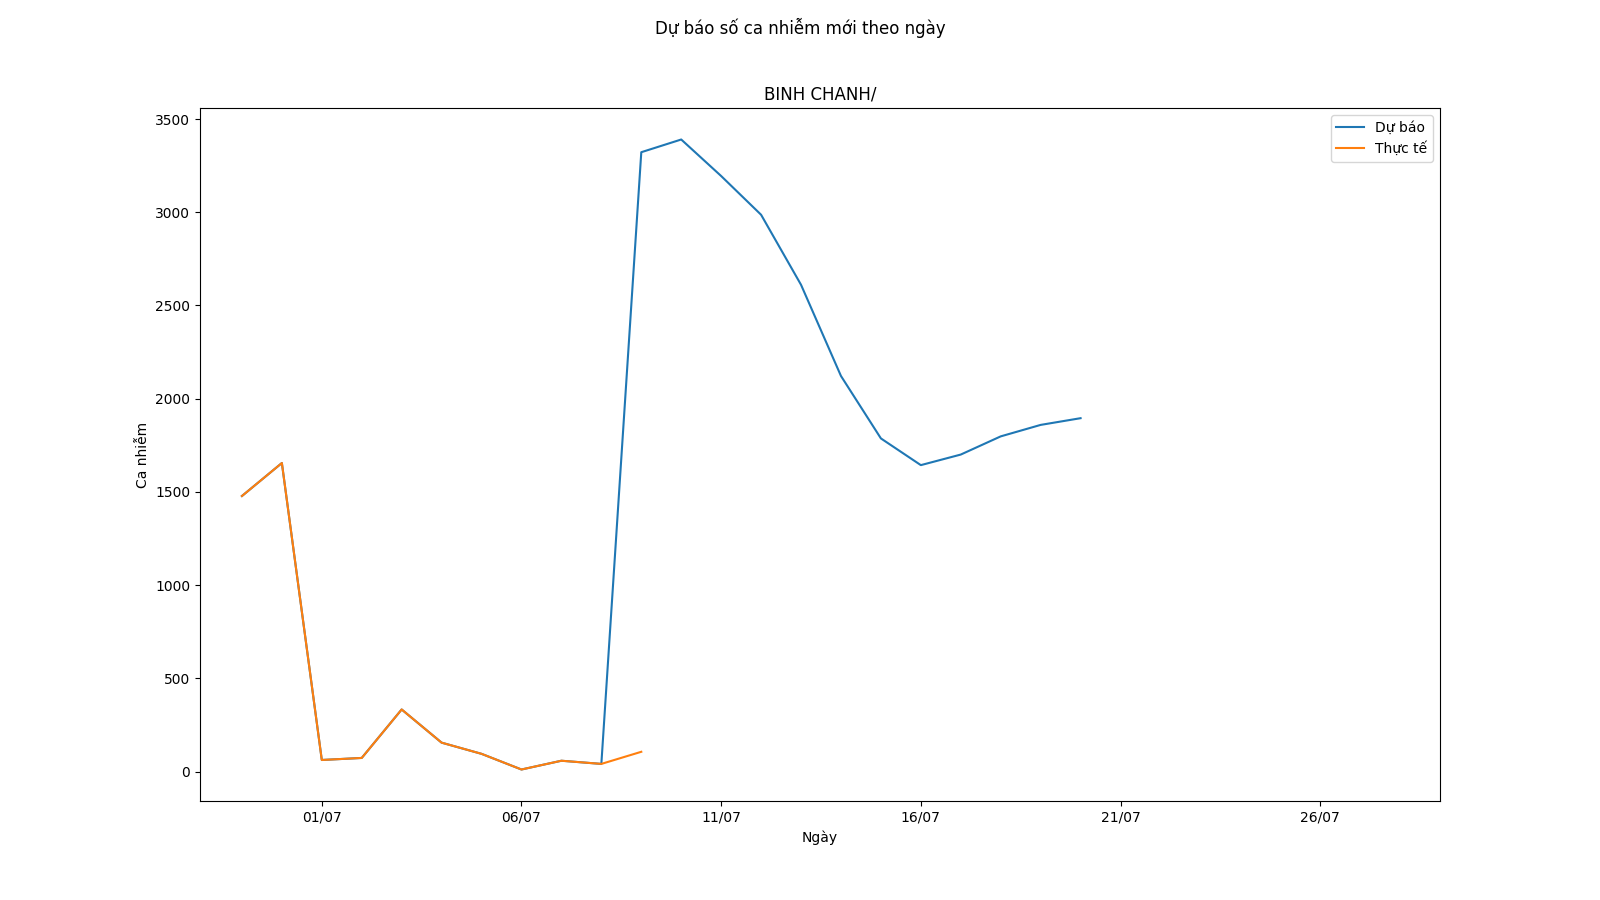 Dự báo số ca nhiễm mới theo ngày
BINH CHANH/
Dự báo
Thực tế
3500
3000
2500
2000
1500
1000
500
0
Ca nhiễm
01/07
06/07
11/07
16/07
21/07
26/07
Ngày